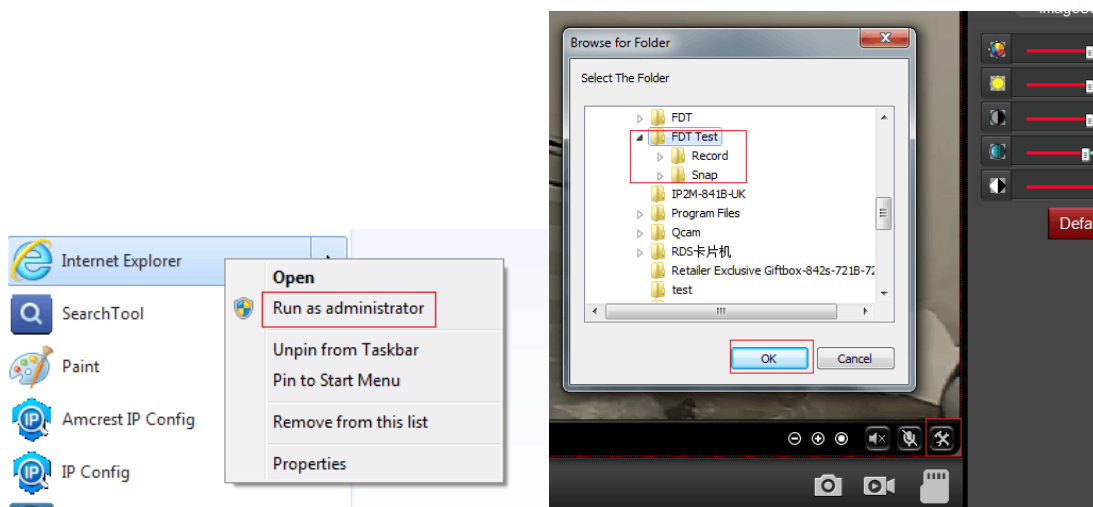 Internet Explorer
SearchTool
Paint
Amcrest IP Config
IP Config
Open
Run as administrator
Unpin from Taskbar
Pin to Start Menu
Remove from this list
Properties
Browse for Folder
Select The Folder
FDT
FDT Test
Record
Snap
IP2M-841B-UK
Program Files
Qcam
RDS卡片机
Retailer Exclusive Giftbox-842s-721B-72
test
OK
Cancel
Defa